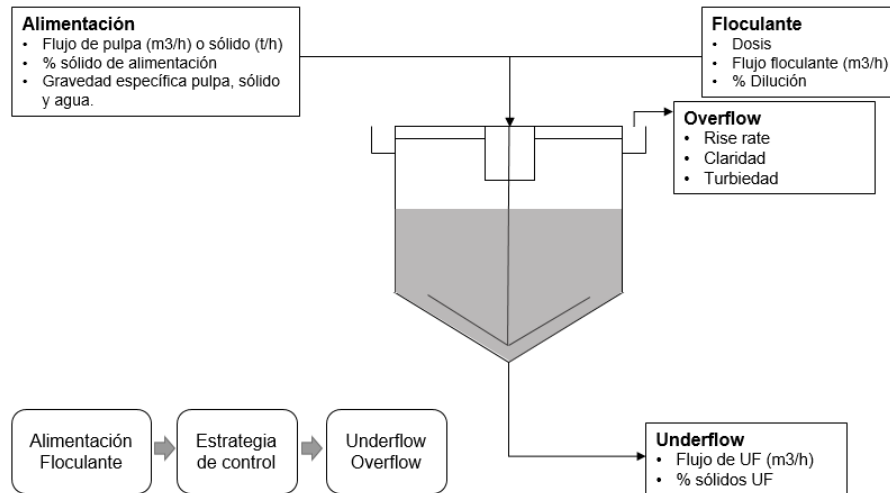 Alimentación
• Flujo de pulpa (m3/h) o sólido (t/h)
• % sólido de alimentación
• Gravedad específica pulpa, sólido
y agua.
Floculante
• Dosis
• Flujo floculante (m3/h)
• % Dilución
Overflow
• Rise rate
• Claridad
• Turbiedad
Alimentación
Floculante
Estrategia
de control
Underflow
Overflow
Underflow
• Flujo de UF (m3/h)
• % sólidos UF